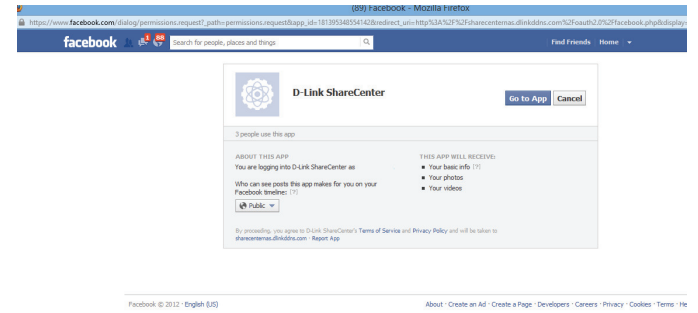 (89) Facebook - Mozilla Firefox
https://www.facebook.com/dialog/permissions.request?_path=permissions.request&app_id=181395348554142&redirect_uri=http%3A%2F%2Fsharecenternas.dlinkddns.com%2Foauth2.0%2Ffacebook.php&display=
facebook 1 88 Search for people, places and things Find Friends Home
D-Link ShareCenter Go to App Cancel
3 people use this app
ABOUT THIS APP
You are logging into D-Link ShareCenter as
Who can see posts this app makes for you on your
Facebook timeline: [?]
Public
THIS APP WILL RECEIVE:
Your basic info [?]
Your photos
Your videos
By proceeding, you agree to D-Link ShareCenter's Terms of Service and Privacy Policy and will be taken to
sharecenternas.dlinkddns.com · Report App
Facebook © 2012 · English (US) About · Create an Ad · Create a Page · Developers · Careers · Privacy · Cookies · Terms · He